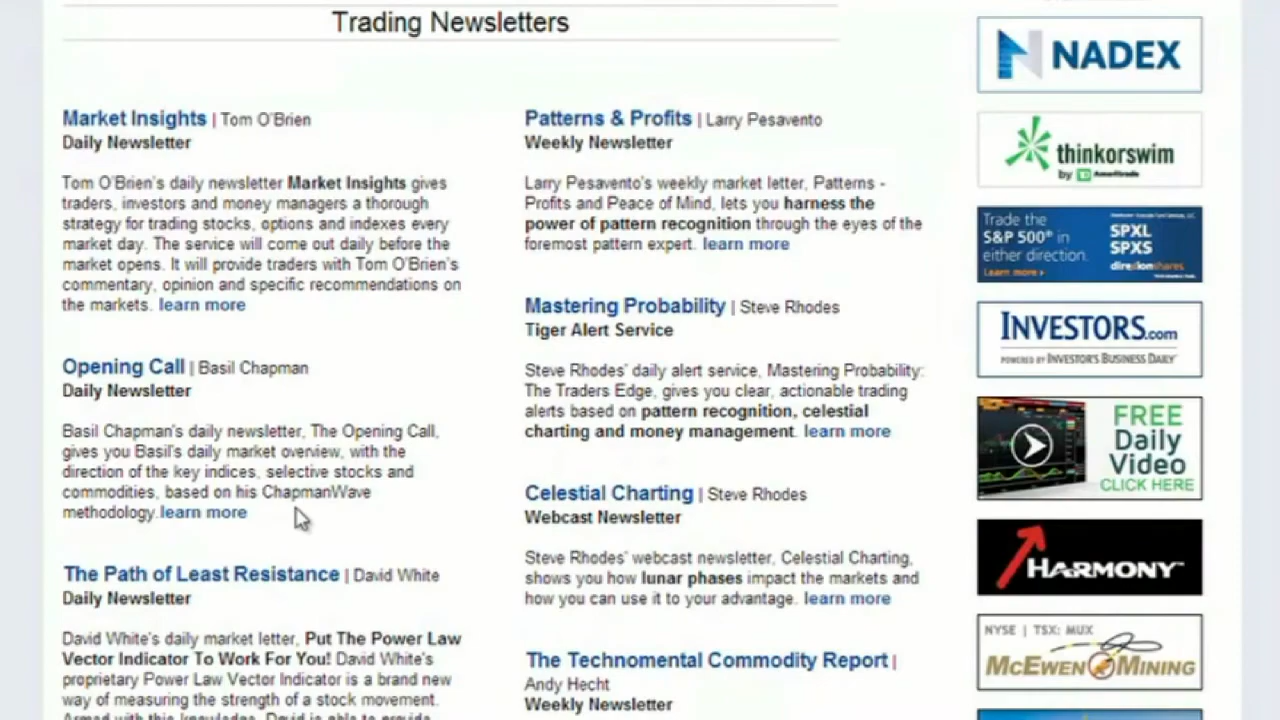 Trading Newsletters
Market Insights | Tom O'Brien
Daily Newsletter
Tom O'Brien's daily newsletter Market Insights gives
traders, investors and money managers a thorough
strategy for trading stocks, options and indexes every
market day. The service will come out daily before the
market opens. It will provide traders with Tom O'Brien's
commentary, opinion and specific recommendations on
the markets. learn more
Opening Call | Basil Chapman
Daily Newsletter
Basil Chapman's daily newsletter, The Opening Call,
gives you Basil's daily market overview, with the
direction of the key indices, selective stocks and
commodities, based on his ChapmanWave
methodology.learn more
The Path of Least Resistance | David White
Daily Newsletter
David White's daily market letter, Put The Power Law
Vector Indicator To Work For You! David White's
proprietary Power Law Vector Indicator is a brand new
way of measuring the strength of a stock movement.
Armed with this knowledge, David is able to provide
Patterns & Profits | Larry Pesavento
Weekly Newsletter
Larry Pesavento's weekly market letter, Patterns -
Profits and Peace of Mind, lets you harness the
power of pattern recognition through the eyes of the
foremost pattern expert. learn more
Mastering Probability | Steve Rhodes
Tiger Alert Service
Steve Rhodes' daily alert service, Mastering Probability:
The Traders Edge, gives you clear, actionable trading
alerts based on pattern recognition, celestial
charting and money management. learn more
Celestial Charting | Steve Rhodes
Webcast Newsletter
Steve Rhodes' webcast newsletter, Celestial Charting,
shows you how lunar phases impact the markets and
how you can use it to your advantage. learn more
The Technomental Commodity Report |
Andy Hecht
Weekly Newsletter
NADEX
thinkorswim
by TD Ameritrade
Trade the
S&P 500® in
either direction.
Learn more ›
SPXL
SPXS
direxionshares
INVESTORS.com
POWERED BY INVESTOR'S BUSINESS DAILY
FREE
Daily
Video
CLICK HERE
HARMONY™
NYSE | TSX: MUX
MCEWEN MINING